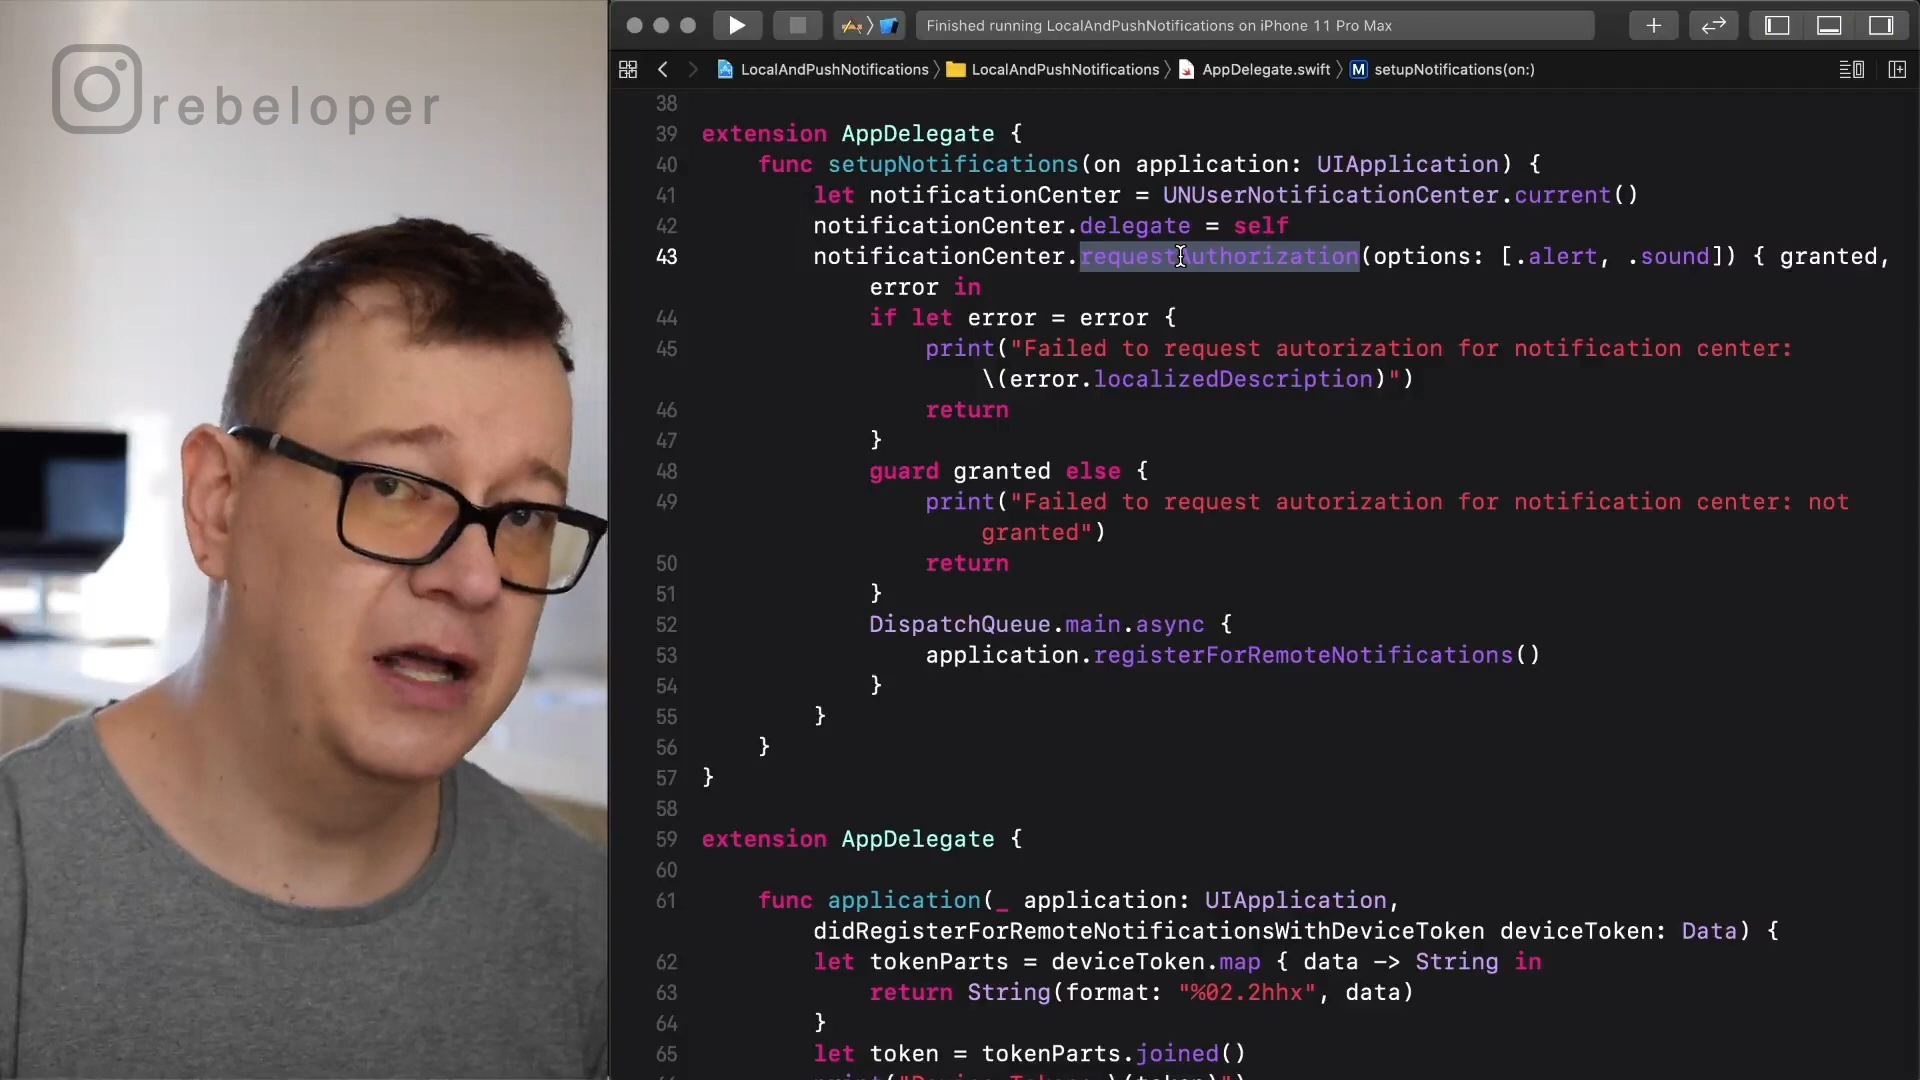 rebeloper
Finished running LocalAndPushNotifications on iPhone 11 Pro Max
LocalAndPushNotifications
LocalAndPushNotifications
AppDelegate.swift
M
setupNotifications(on:)
38
39 extension AppDelegate {
40 func setupNotifications(on application: UIApplication) {
41 let notificationCenter = UNUserNotificationCenter.current()
42 notificationCenter.delegate = self
43 notificationCenter.requestAuthorization(options: [.alert, .sound]) { granted,
error in
44 if let error = error {
45 print("Failed to request autorization for notification center:
\(error.localizedDescription)")
46 return
47 }
48 guard granted else {
49 print("Failed to request autorization for notification center: not
granted")
50 return
51 }
52 DispatchQueue.main.async {
53 application.registerForRemoteNotifications()
54 }
55 }
56 }
57 }
58
59 extension AppDelegate {
60
61 func application(_ application: UIApplication,
didRegisterForRemoteNotificationsWithDeviceToken deviceToken: Data) {
62 let tokenParts = deviceToken.map { data -> String in
63 return String(format: "%02.2hhx", data)
64 }
65 let token = tokenParts.joined()